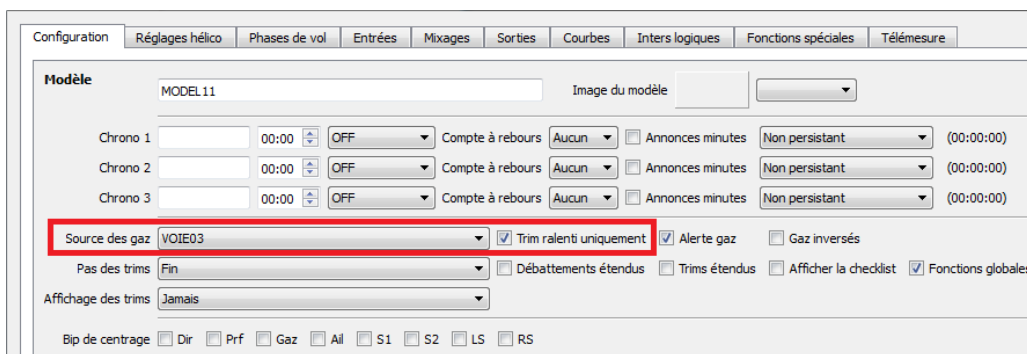 Configuration Réglages hélico Phases de vol Entrées Mixages Sorties Courbes Inters logiques Fonctions spéciales Télémesure
Modèle
MODEL11 Image du modèle
Chrono 1 00:00 OFF Compte à rebours Aucun Annonces minutes Non persistant (00:00:00)
Chrono 2 00:00 OFF Compte à rebours Aucun Annonces minutes Non persistant (00:00:00)
Chrono 3 00:00 OFF Compte à rebours Aucun Annonces minutes Non persistant (00:00:00)
Source des gaz VOIE03 Trim ralenti uniquement Alerte gaz Gaz inversés
Pas des trims Fin Débattements étendus Trims étendus Afficher la checklist Fonctions globales
Affichage des trims Jamais
Bip de centrage Dir Prf Gaz Ail S1 S2 LS RS